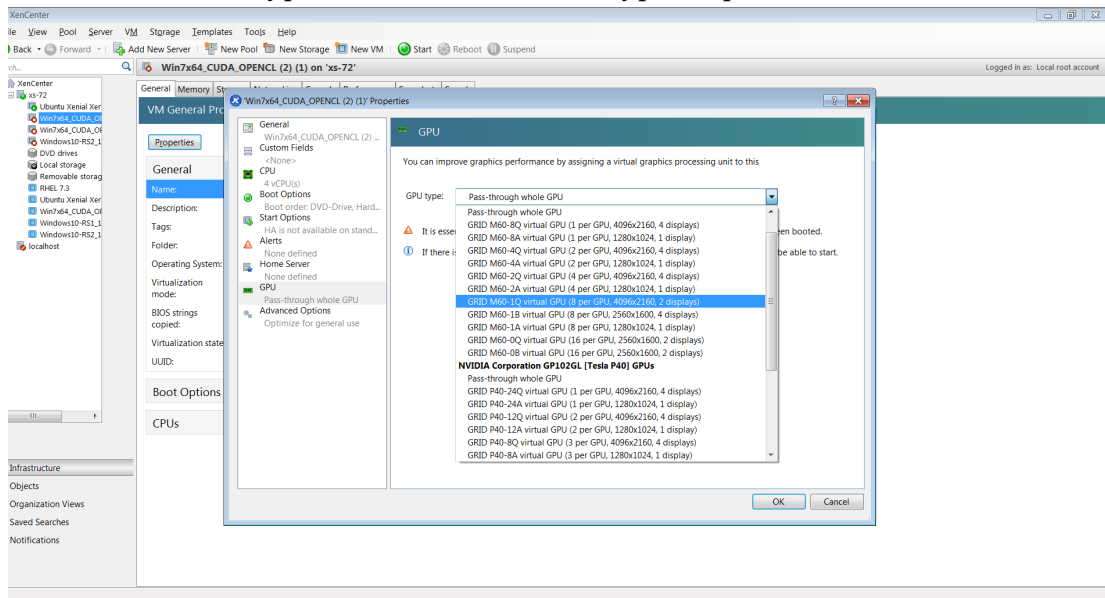 XenCenter
File View Pool Server VM Storage Templates Tools Help
Back Forward Add New Server New Pool New Storage New VM Start Reboot Suspend
Win7x64_CUDA_OPENCL (2) (1) on 'xs-72' Logged in as: Local root account
XenCenter
xs-72
Ubuntu Xenial Xer
Win7x64_CUDA_OP
Win7x64_CUDA_OP
Windows10-RS2_1
DVD drives
Local storage
Removable storag
RHEL 7.3
Ubuntu Xenial Xer
Win7x64_CUDA_OP
Windows10-RS1_1
Windows10-RS2_1
localhost
Infrastructure
Objects
Organization Views
Saved Searches
Notifications
General Memory St
VM General Pro
Properties
General
Name:
Description:
Tags:
Folder:
Operating System:
Virtualization
mode:
BIOS strings
copied:
Virtualization state
UUID:
Boot Options
CPUs
'Win7x64_CUDA_OPENCL (2) (1)' Properties
General
Win7x64_CUDA_OPENCL (2) ...
Custom Fields
<None>
CPU
4 vCPU(s)
Boot Options
Boot order: DVD-Drive, Hard...
Start Options
HA is not available on stand...
Alerts
None defined
Home Server
None defined
GPU
Pass-through whole GPU
Advanced Options
Optimize for general use
GPU
You can improve graphics performance by assigning a virtual graphics processing unit to this
GPU type: Pass-through whole GPU
Pass-through whole GPU
GRID M60-8Q virtual GPU (1 per GPU, 4096x2160, 4 displays)
GRID M60-8A virtual GPU (1 per GPU, 1280x1024, 1 display)
It is esse en booted.
GRID M60-4Q virtual GPU (2 per GPU, 4096x2160, 4 displays)
If there i be able to start.
GRID M60-4A virtual GPU (2 per GPU, 1280x1024, 1 display)
GRID M60-2Q virtual GPU (4 per GPU, 4096x2160, 4 displays)
GRID M60-2A virtual GPU (4 per GPU, 1280x1024, 1 display)
GRID M60-1Q virtual GPU (8 per GPU, 4096x2160, 2 displays)
GRID M60-1B virtual GPU (8 per GPU, 2560x1600, 4 displays)
GRID M60-1A virtual GPU (8 per GPU, 1280x1024, 1 display)
GRID M60-0Q virtual GPU (16 per GPU, 2560x1600, 2 displays)
GRID M60-0B virtual GPU (16 per GPU, 2560x1600, 2 displays)
NVIDIA Corporation GP102GL [Tesla P40] GPUs
Pass-through whole GPU
GRID P40-24Q virtual GPU (1 per GPU, 4096x2160, 4 displays)
GRID P40-24A virtual GPU (1 per GPU, 1280x1024, 1 display)
GRID P40-12Q virtual GPU (2 per GPU, 4096x2160, 4 displays)
GRID P40-12A virtual GPU (2 per GPU, 1280x1024, 1 display)
GRID P40-8Q virtual GPU (3 per GPU, 4096x2160, 4 displays)
GRID P40-8A virtual GPU (3 per GPU, 1280x1024, 1 display)
OK Cancel